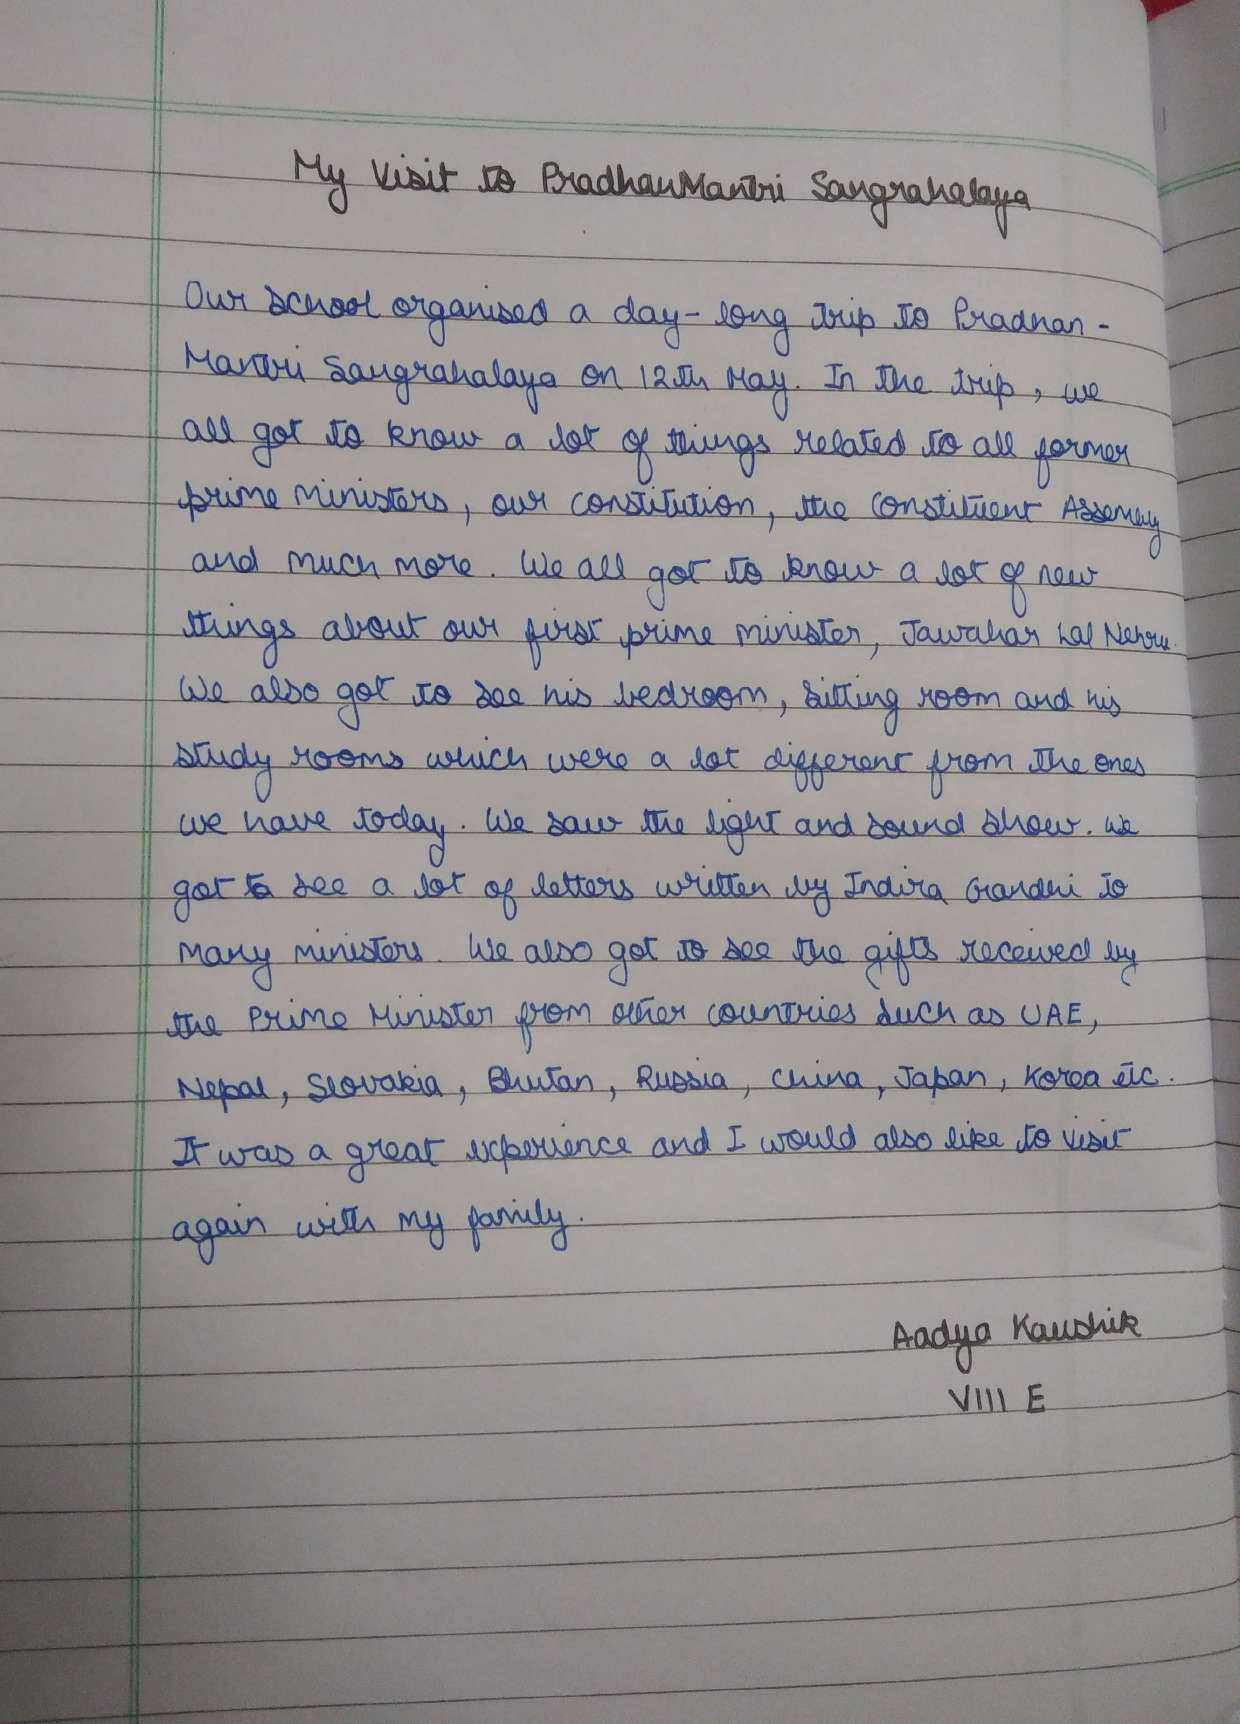 My Visit to PradhanMantri Sangrahalaya
Our school organised a day-long trip to Pradhan-
Mantri Sangrahalaya on 12th May. In the trip, we
all got to know a lot of things related to all former
prime ministers, our constitution, the Constituent Assemly
and much more. We all got to know a lot of new
things about our first prime minister, Jawahar Lal Nehru.
We also got to see his bedroom, sitting room and his
study rooms which were a lot different from the ones
we have today. We saw the light and sound show. We
got to see a lot of letters written by Indira Gandhi to
many ministers. We also got to see the gifts received by
the Prime Minister from other countries such as UAE,
Nepal, Slovakia, Bhutan, Russia, China, Japan, Korea etc.
It was a great experience and I would also like to visit
again with my family.
Aadya Kaushik
VIII E